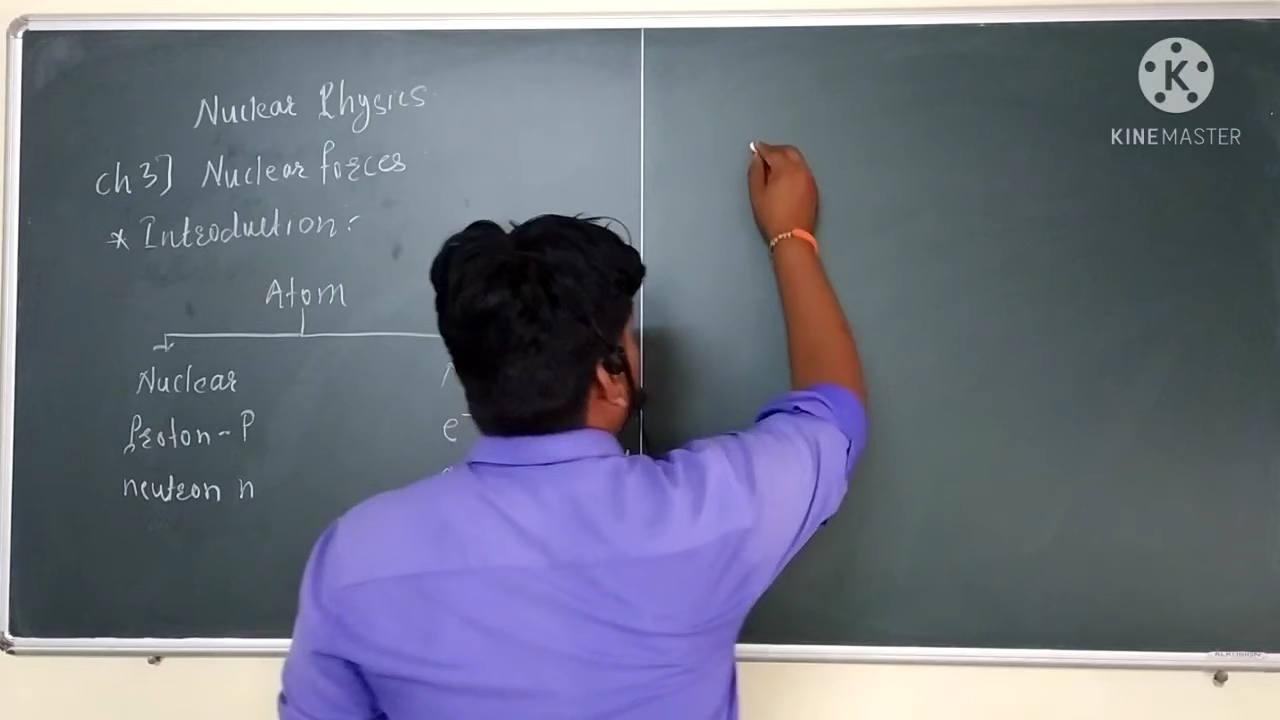 Nuclear Physics
ch 3] Nuclear forces
* Introduction :
Atom
Nuclear
Proton - P
e-
neutron n
KINEMASTER